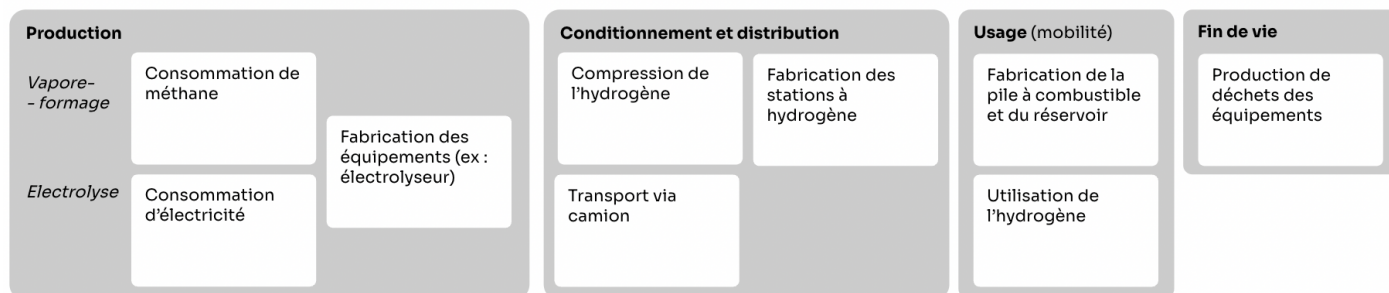 Production
Vapore-
- formage
Consommation de
méthane
Fabrication des
équipements (ex :
électrolyseur)
Electrolyse
Consommation
d'électricité
Conditionnement et distribution
Compression de
l'hydrogène
Fabrication des
stations à
hydrogène
Transport via
camion
Usage (mobilité)
Fabrication de la
pile à combustible
et du réservoir
Utilisation de
l'hydrogène
Fin de vie
Production de
déchets des
équipements